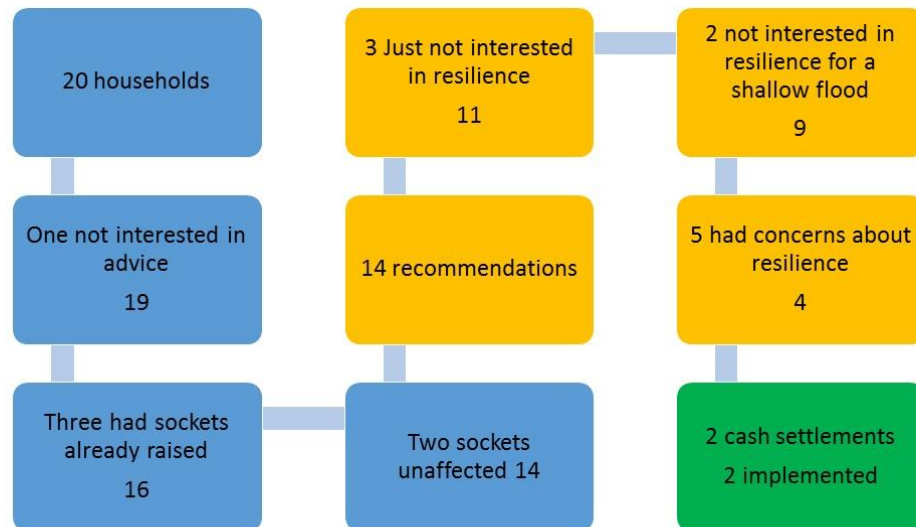 20 households
One not interested in
advice
19
Three had sockets
already raised
16
Two sockets
unaffected 14
14 recommendations
3 Just not interested
in resilience
11
2 not interested in
resilience for a
shallow flood
9
5 had concerns about
resilience
4
2 cash settlements
2 implemented